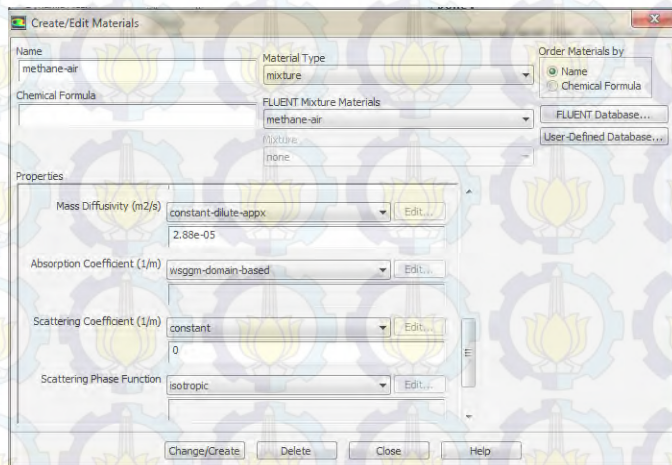 Create/Edit Materials
Name
methane-air
Chemical Formula
Material Type
mixture
FLUENT Mixture Materials
methane-air
Mixture
none
Order Materials by
Name
Chemical Formula
FLUENT Database...
User-Defined Database...
Properties
Mass Diffusivity (m2/s)
constant-dilute-appx
Edit...
2.88e-05
Absorption Coefficient (1/m)
wsggm-domain-based
Edit...
Scattering Coefficient (1/m)
constant
Edit...
0
Scattering Phase Function
isotropic
Edit...
Change/Create
Delete
Close
Help